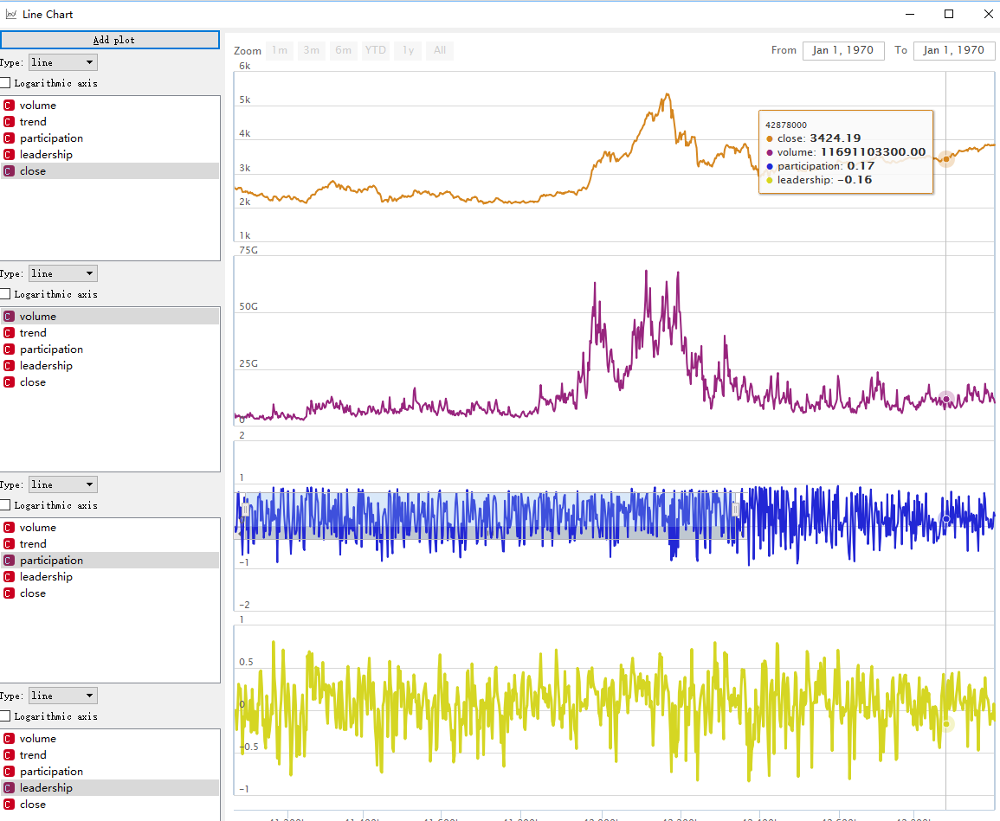 Line Chart
Add plot
Type: line
Logarithmic axis
volume
trend
participation
leadership
close
Type: line
Logarithmic axis
volume
trend
participation
leadership
close
Type: line
Logarithmic axis
volume
trend
participation
leadership
close
Type: line
Logarithmic axis
volume
trend
participation
leadership
close
Zoom 1m 3m 6m YTD 1y All
From Jan 1, 1970 To Jan 1, 1970
6k
5k
4k
3k
2k
1k
42878000
close: 3424.19
volume: 11691103300.00
participation: 0.17
leadership: -0.16
75G
50G
25G
0
2
1
-1
-2
1
0.5
0
-0.5
-1